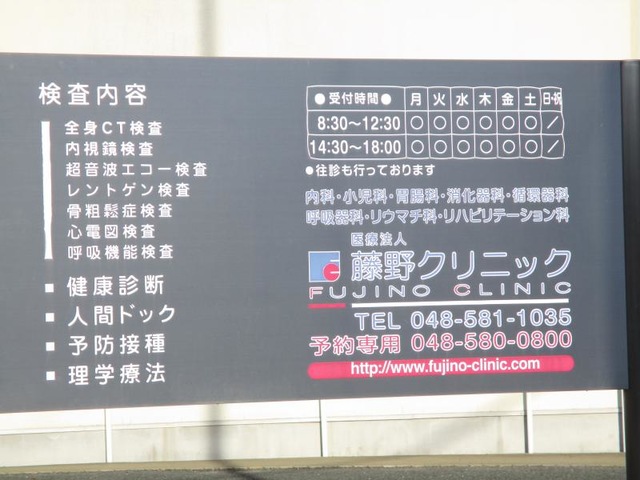 検査内容
全身CT検査
内視鏡検査
超音波エコー検査
レントゲン検査
骨粗鬆症検査
心電図検査
呼吸機能検査
■ 健康診断
■ 人間ドック
■ 予防接種
■ 理学療法
●受付時間● 月 火 水 木 金 土 日・祝
8:30～12:30 ○ ○ ○ ○ ○ ○ ／
14:30～18:00 ○ ○ ○ ○ ○ ○ ／
●往診も行っております
内科・小児科・胃腸科・消化器科・循環器科
呼吸器科・リウマチ科・リハビリテーション科
医療法人
藤野クリニック
FUJINO CLINIC
TEL 048-581-1035
予約専用 048-580-0800
http://www.fujino-clinic.com